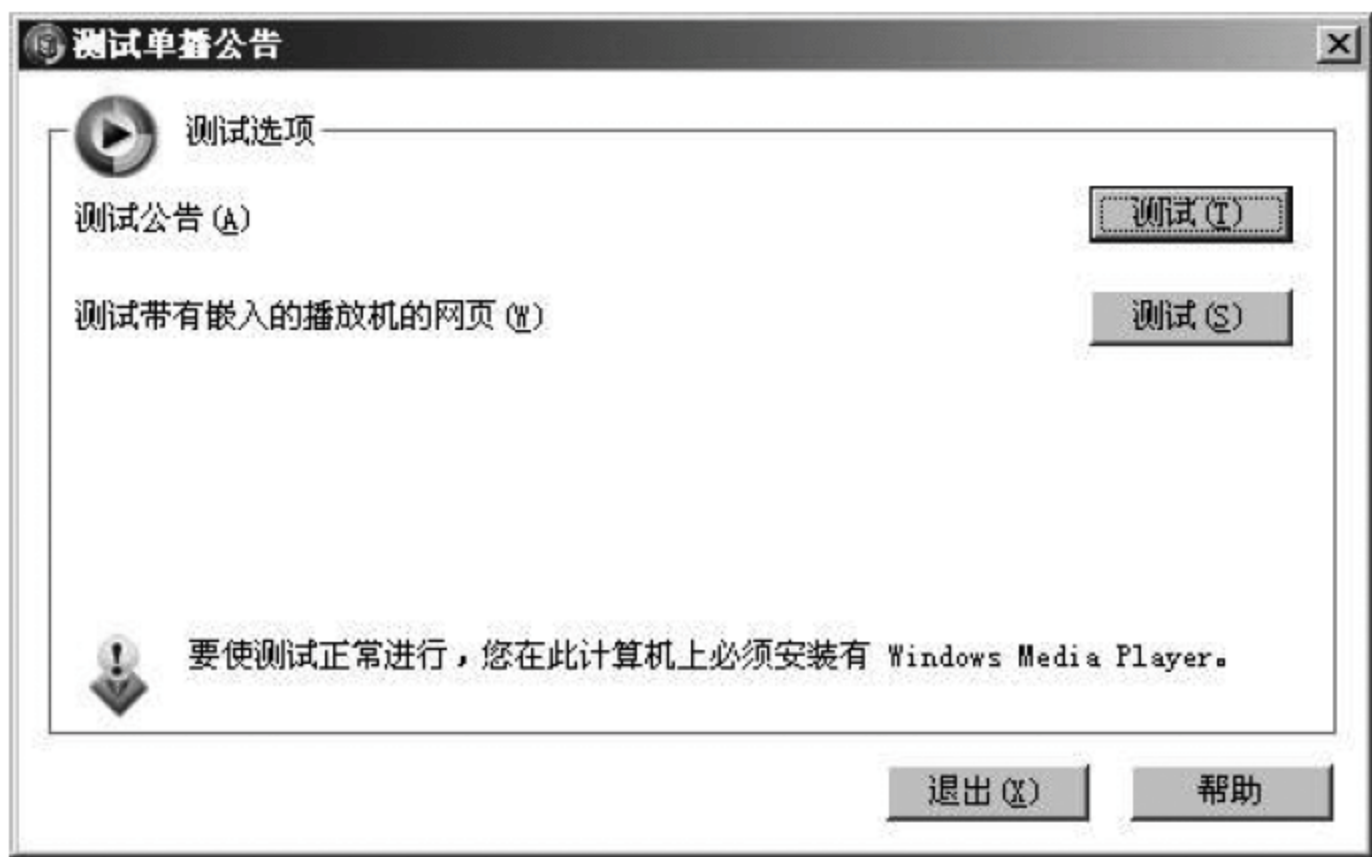 测试单播公告
测试选项
测试公告(A) 测试(T)
测试带有嵌入的播放机的网页(W) 测试(S)
要使测试正常进行，您在此计算机上必须安装有 Windows Media Player。
退出(X) 帮助